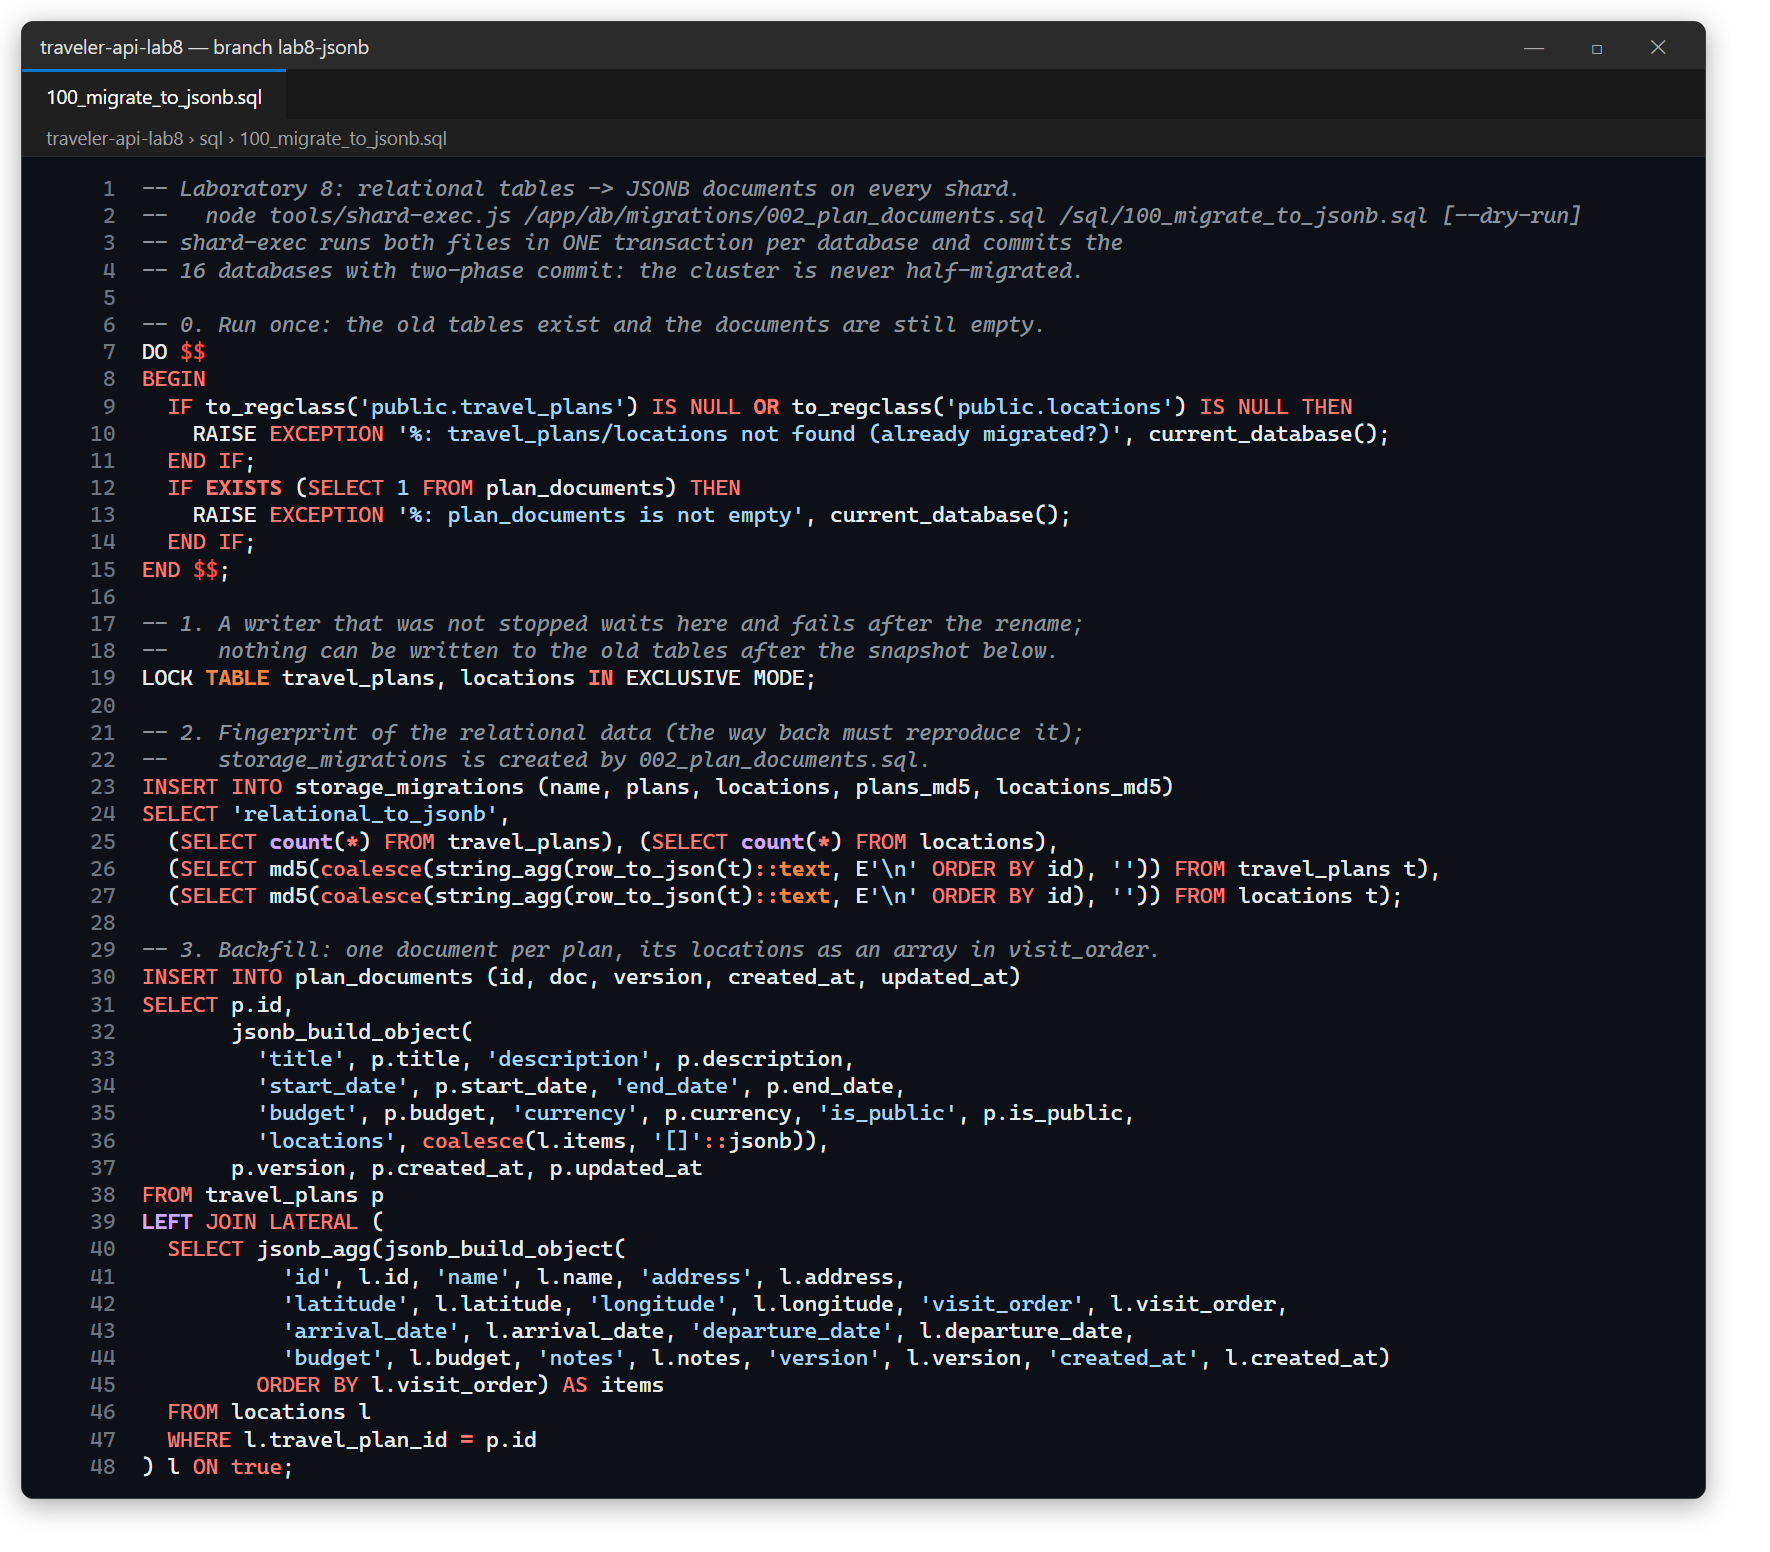 traveler-api-lab8 — branch lab8-jsonb
100_migrate_to_jsonb.sql
traveler-api-lab8 › sql › 100_migrate_to_jsonb.sql
1 -- Laboratory 8: relational tables -> JSONB documents on every shard.
2 --   node tools/shard-exec.js /app/db/migrations/002_plan_documents.sql /sql/100_migrate_to_jsonb.sql [--dry-run]
3 -- shard-exec runs both files in ONE transaction per database and commits the
4 -- 16 databases with two-phase commit: the cluster is never half-migrated.
5
6 -- 0. Run once: the old tables exist and the documents are still empty.
7 DO $$
8 BEGIN
9   IF to_regclass('public.travel_plans') IS NULL OR to_regclass('public.locations') IS NULL THEN
10     RAISE EXCEPTION '%: travel_plans/locations not found (already migrated?)', current_database();
11   END IF;
12   IF EXISTS (SELECT 1 FROM plan_documents) THEN
13     RAISE EXCEPTION '%: plan_documents is not empty', current_database();
14   END IF;
15 END $$;
16
17 -- 1. A writer that was not stopped waits here and fails after the rename;
18 --    nothing can be written to the old tables after the snapshot below.
19 LOCK TABLE travel_plans, locations IN EXCLUSIVE MODE;
20
21 -- 2. Fingerprint of the relational data (the way back must reproduce it);
22 --    storage_migrations is created by 002_plan_documents.sql.
23 INSERT INTO storage_migrations (name, plans, locations, plans_md5, locations_md5)
24 SELECT 'relational_to_jsonb',
25   (SELECT count(*) FROM travel_plans), (SELECT count(*) FROM locations),
26   (SELECT md5(coalesce(string_agg(row_to_json(t)::text, E'\n' ORDER BY id), '')) FROM travel_plans t),
27   (SELECT md5(coalesce(string_agg(row_to_json(t)::text, E'\n' ORDER BY id), '')) FROM locations t);
28
29 -- 3. Backfill: one document per plan, its locations as an array in visit_order.
30 INSERT INTO plan_documents (id, doc, version, created_at, updated_at)
31 SELECT p.id,
32        jsonb_build_object(
33          'title', p.title, 'description', p.description,
34          'start_date', p.start_date, 'end_date', p.end_date,
35          'budget', p.budget, 'currency', p.currency, 'is_public', p.is_public,
36          'locations', coalesce(l.items, '[]'::jsonb)),
37        p.version, p.created_at, p.updated_at
38 FROM travel_plans p
39 LEFT JOIN LATERAL (
40   SELECT jsonb_agg(jsonb_build_object(
41            'id', l.id, 'name', l.name, 'address', l.address,
42            'latitude', l.latitude, 'longitude', l.longitude, 'visit_order', l.visit_order,
43            'arrival_date', l.arrival_date, 'departure_date', l.departure_date,
44            'budget', l.budget, 'notes', l.notes, 'version', l.version, 'created_at', l.created_at)
45          ORDER BY l.visit_order) AS items
46   FROM locations l
47   WHERE l.travel_plan_id = p.id
48 ) l ON true;